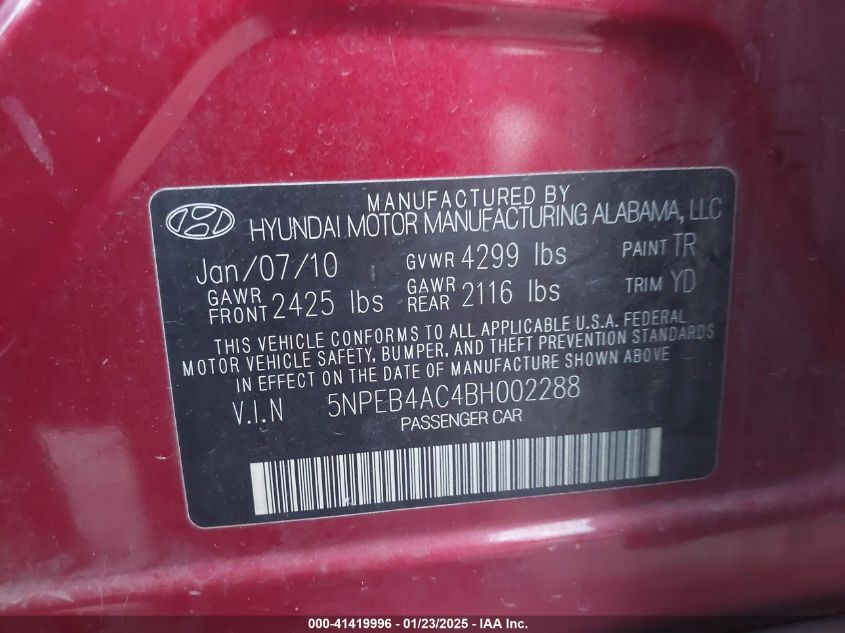 MANUFACTURED BY
HYUNDAI MOTOR MANUFACTURING ALABAMA, LLC
Jan/07/10 GVWR 4299 lbs PAINT TR
GAWR FRONT 2425 lbs GAWR REAR 2116 lbs TRIM YD
THIS VEHICLE CONFORMS TO ALL APPLICABLE U.S.A. FEDERAL
MOTOR VEHICLE SAFETY, BUMPER, AND THEFT PREVENTION STANDARDS
IN EFFECT ON THE DATE OF MANUFACTURE SHOWN ABOVE
V.I.N 5NPEB4AC4BH002288
PASSENGER CAR
000-41419996 - 01/23/2025 - IAA Inc.